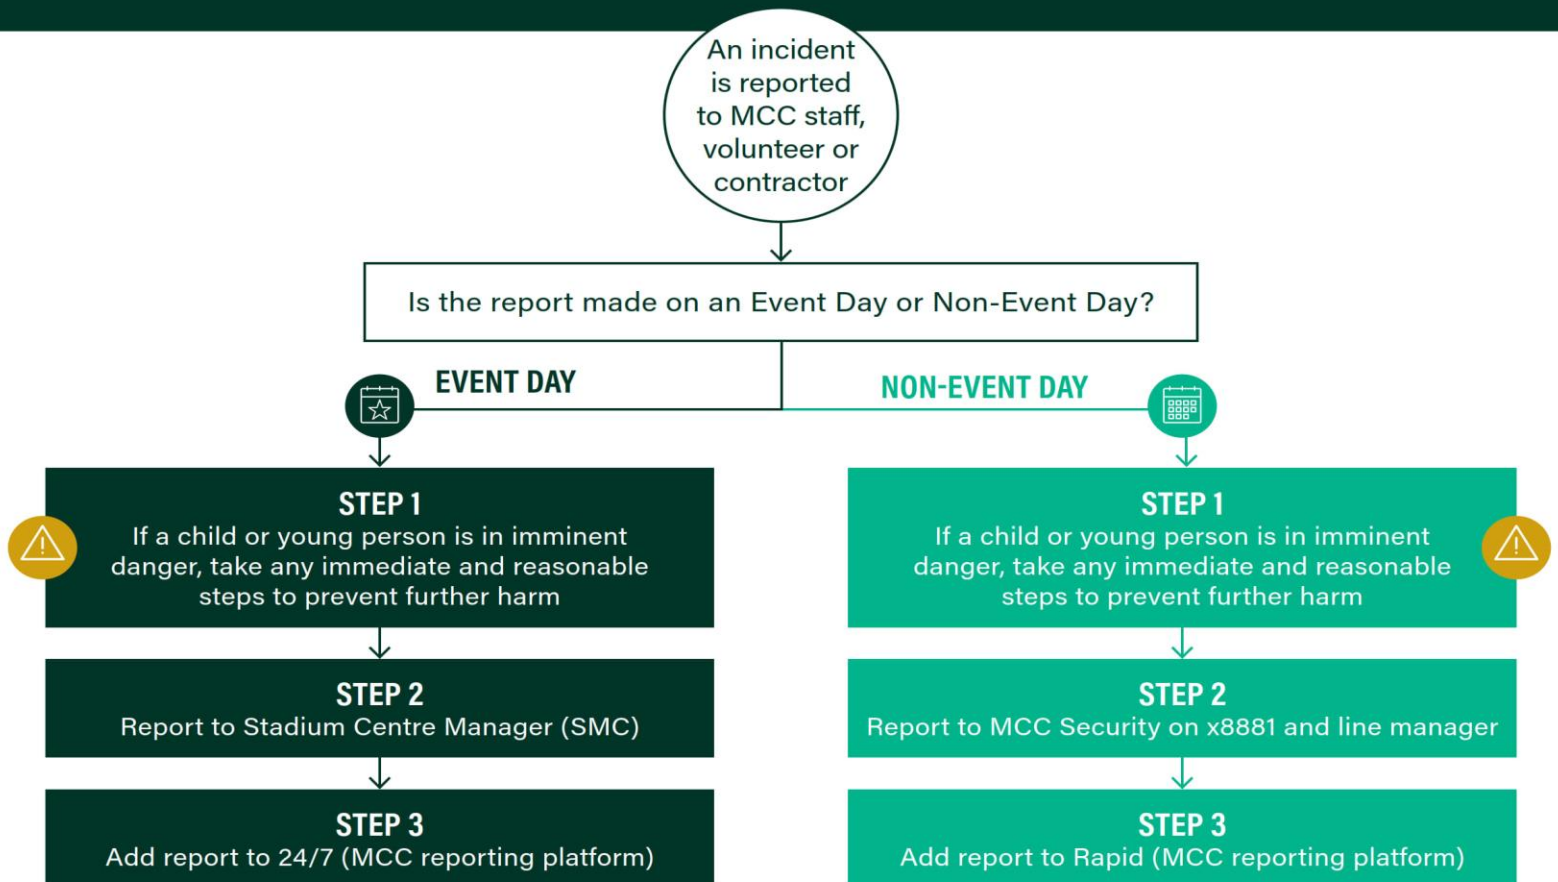 An incident
is reported
to MCC staff,
volunteer or
contractor
Is the report made on an Event Day or Non-Event Day?
EVENT DAY
NON-EVENT DAY
STEP 1
If a child or young person is in imminent
danger, take any immediate and reasonable
steps to prevent further harm
STEP 2
Report to Stadium Centre Manager (SMC)
STEP 3
Add report to 24/7 (MCC reporting platform)
STEP 1
If a child or young person is in imminent
danger, take any immediate and reasonable
steps to prevent further harm
STEP 2
Report to MCC Security on x8881 and line manager
STEP 3
Add report to Rapid (MCC reporting platform)